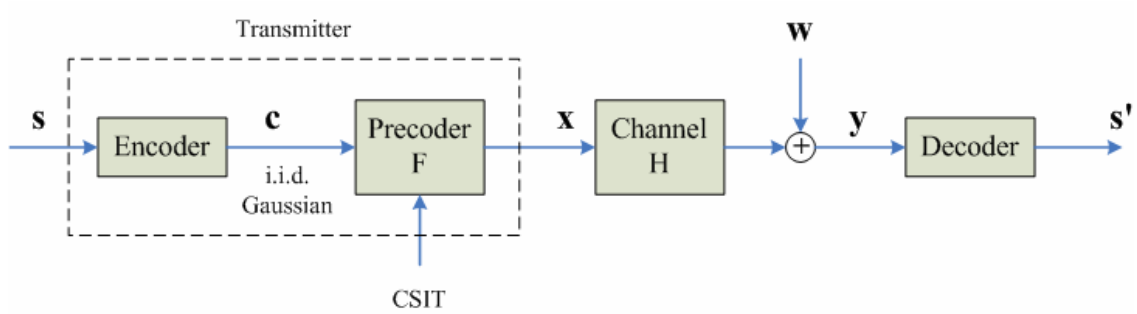 Transmitter
w
s
Encoder
c
i.i.d.
Gaussian
Precoder
F
x
Channel
H
+
y
Decoder
s'
CSIT